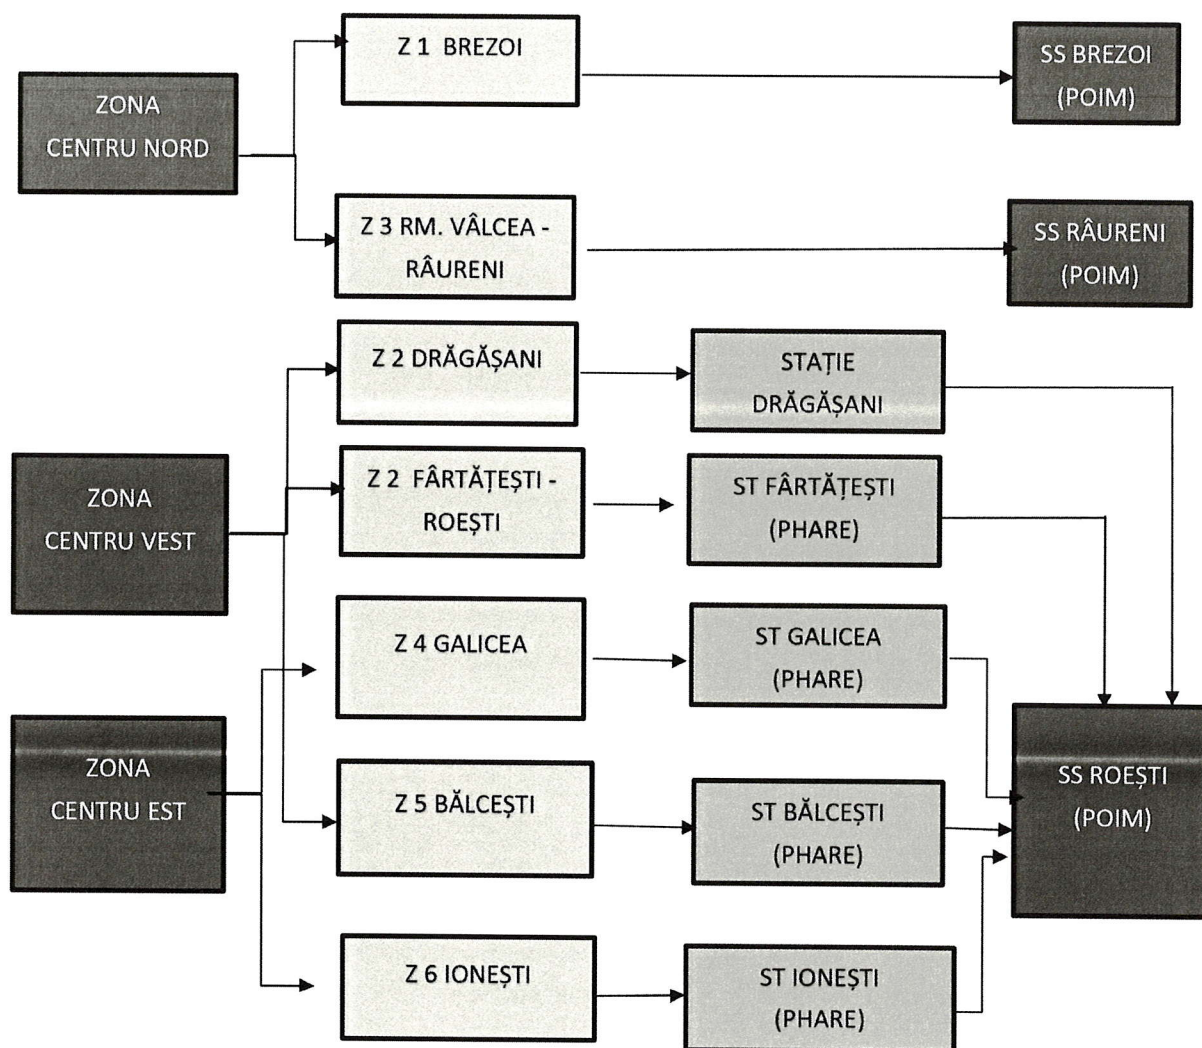 Z 1 BREZOI
SS BREZOI
(POIM)
ZONA
CENTRU NORD
Z 3 RM. VÂLCEA -
RÂURENI
SS RÂURENI
(POIM)
Z 2 DRĂGĂȘANI
STAȚIE
DRĂGĂȘANI
ZONA
CENTRU VEST
Z 2 FÂRTĂȚEȘTI -
ROEȘTI
ST FÂRTĂȚEȘTI
(PHARE)
Z 4 GALICEA
ST GALICEA
(PHARE)
ZONA
CENTRU EST
Z 5 BĂLCEȘTI
ST BĂLCEȘTI
(PHARE)
SS ROEȘTI
(POIM)
Z 6 IONEȘTI
ST IONEȘTI
(PHARE)